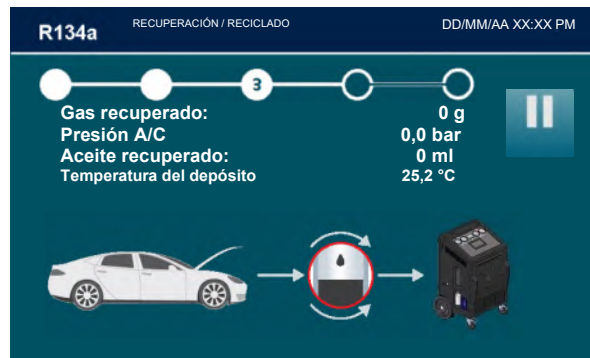 R134a RECUPERACIÓN / RECICLADO DD/MM/AA XX:XX PM
3
Gas recuperado: 0 g
Presión A/C 0,0 bar
Aceite recuperado: 0 ml
Temperatura del depósito 25,2 °C